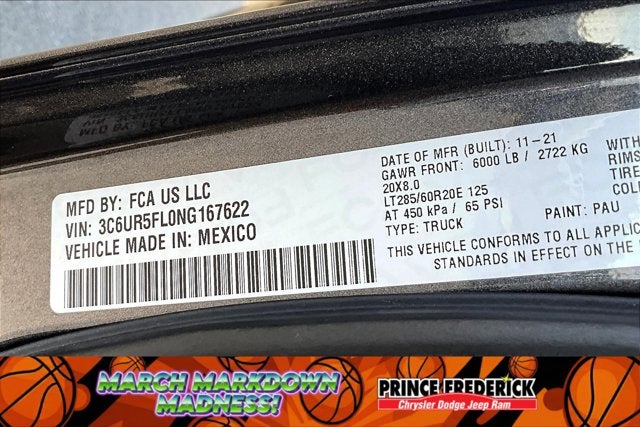 MFD BY: FCA US LLC
VIN: 3C6UR5FL0NG167622
VEHICLE MADE IN: MEXICO
DATE OF MFR (BUILT): 11-21
GAWR FRONT: 6000 LB / 2722 KG
20X8.0
LT285/60R20E 125
AT 450 kPa / 65 PSI
TYPE: TRUCK
PAINT: PAU
THIS VEHICLE CONFORMS TO ALL
STANDARDS IN EFFECT ON THE
WITH
RIMS
TIRE
COL
MARCH MARKDOWN
MADNESS!
PRINCE FREDERICK
Chrysler Dodge Jeep Ram